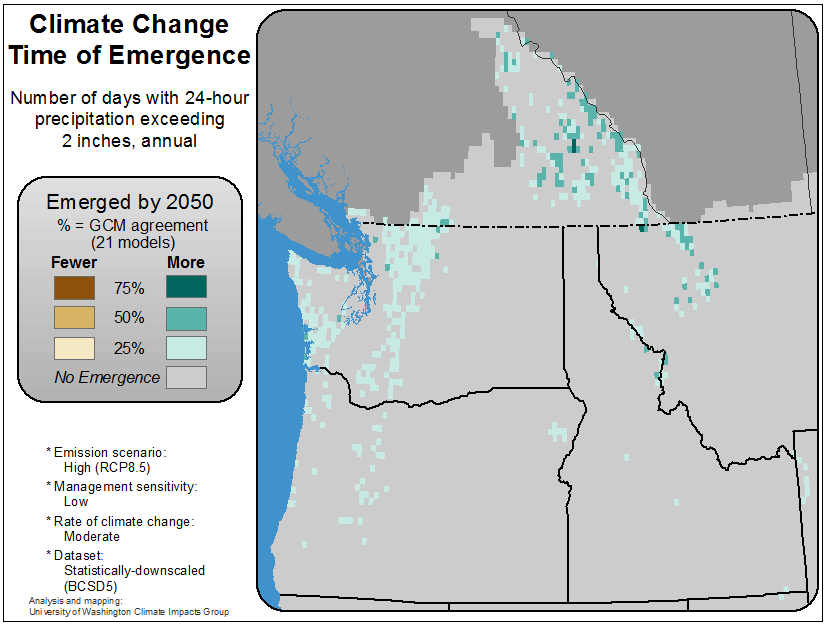 Climate Change
Time of Emergence
Number of days with 24-hour
precipitation exceeding
2 inches, annual
Emerged by 2050
% = GCM agreement
(21 models)
Fewer More
75%
50%
25%
No Emergence
* Emission scenario:
High (RCP8.5)
* Management sensitivity:
Low
* Rate of climate change:
Moderate
* Dataset:
Statistically-downscaled
(BCSD5)
Analysis and mapping:
University of Washington Climate Impacts Group